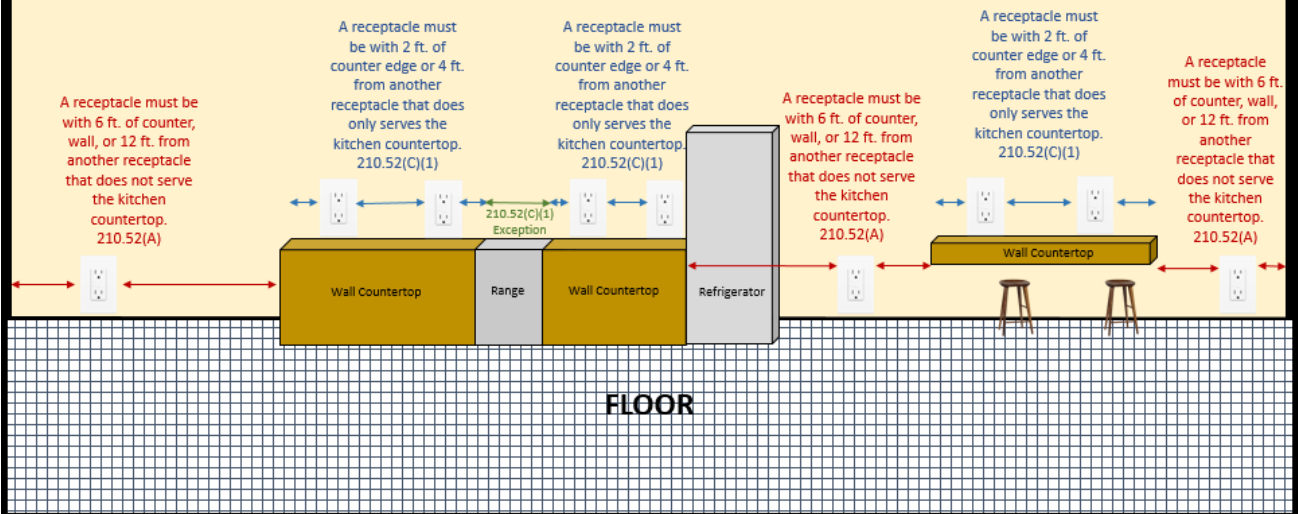 A receptacle must be
with 6 ft. of counter,
wall, or 12 ft. from
another receptacle
that does not serve
the kitchen
countertop.
210.52(A)
A receptacle must
be with 2 ft. of
counter edge or 4 ft.
from another
receptacle that does
only serves the
kitchen countertop.
210.52(C)(1)
210.52(C)(1)
Exception
A receptacle must
be with 2 ft. of
counter edge or 4 ft.
from another
receptacle that does
only serves the
kitchen countertop.
210.52(C)(1)
A receptacle must be
with 6 ft. of counter,
wall, or 12 ft. from
another receptacle
that does not serve
the kitchen
countertop.
210.52(A)
A receptacle must
be with 2 ft. of
counter edge or 4 ft.
from another
receptacle that does
only serves the
kitchen countertop.
210.52(C)(1)
A receptacle
must be with 6 ft.
of counter, wall,
or 12 ft. from
another
receptacle that
does not serve
the kitchen
countertop.
210.52(A)
Wall Countertop
Range
Wall Countertop
Refrigerator
Wall Countertop
FLOOR